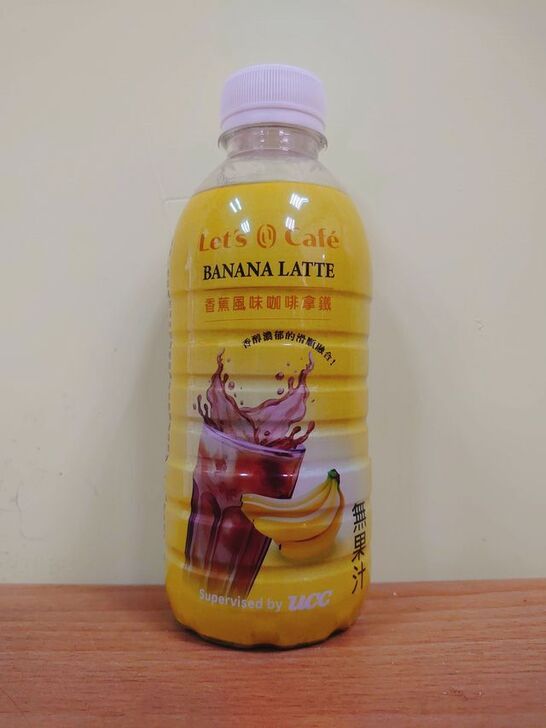 Let's Café
BANANA LATTE
香蕉風味咖啡拿鐵
香醇濃郁的滑順融合!
無果汁
Supervised by UCC